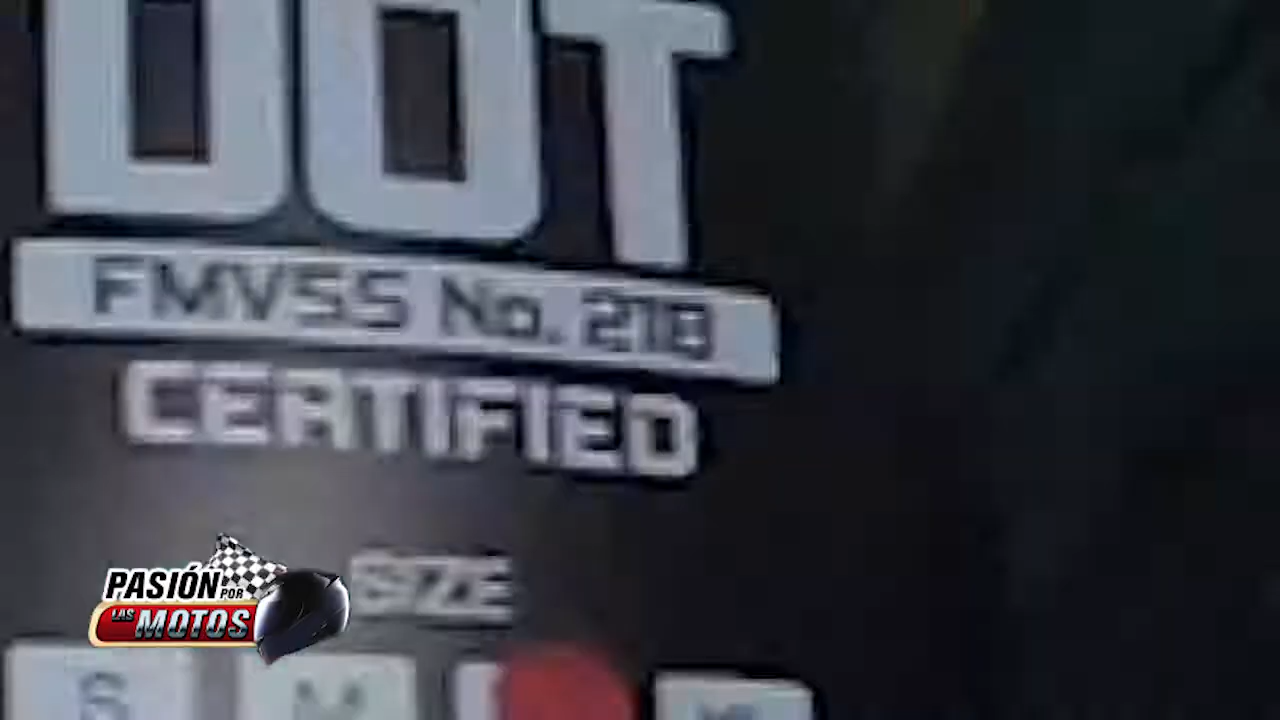 DOT
FMVSS No. 218
CERTIFIED
SIZE
S M
PASIÓN POR
LAS MOTOS